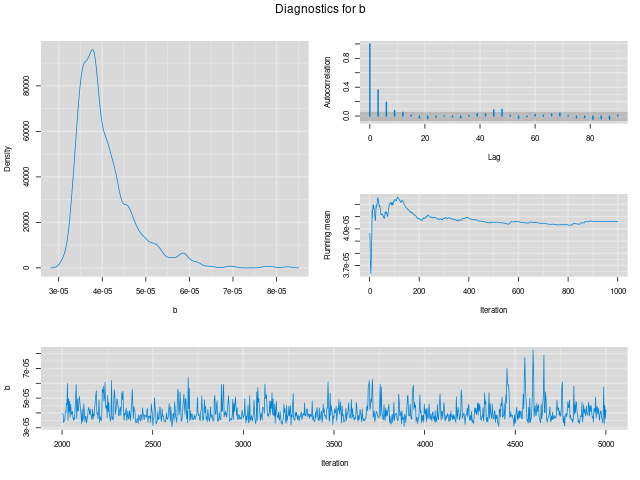 Diagnostics for b
Density
0
20000
40000
60000
80000
3e-05 4e-05 5e-05 6e-05 7e-05 8e-05
b
Autocorrelation
0.0
0.4
0.8
0 20 40 60 80
Lag
Running mean
3.7e-05
4.0e-05
0 200 400 600 800 1000
Iteration
b
3e-05
5e-05
7e-05
2000 2500 3000 3500 4000 4500 5000
Iteration